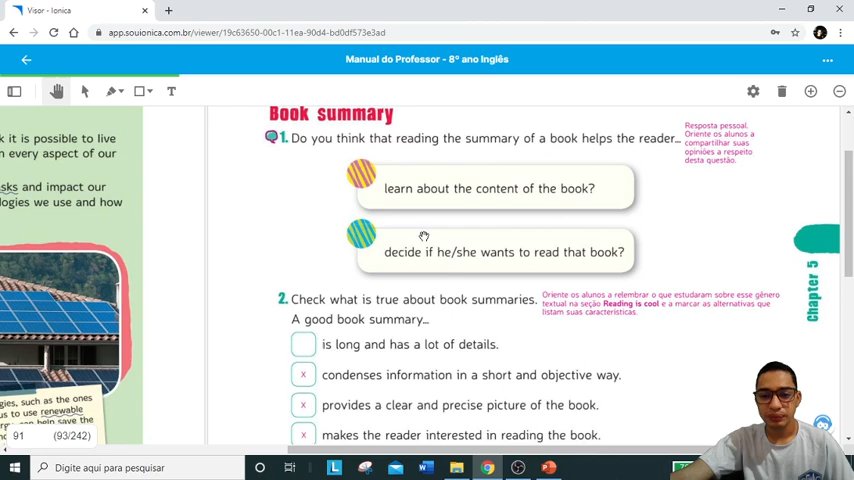 Visor - Ionica
app.souionica.com.br/viewer/19c63650-00c1-11ea-90d4-bd0df573e3ad
Manual do Professor - 8º ano Inglês
T
k it is possible to live
n every aspect of our
asks and impact our
logies we use and how
gies, such as the ones
us to use renewable
can help save the
91 (93/242)
Book summary
1. Do you think that reading the summary of a book helps the reader...
learn about the content of the book?
decide if he/she wants to read that book?
Resposta pessoal.
Oriente os alunos a
compartilhar suas
opiniões a respeito
desta questão.
2. Check what is true about book summaries.
A good book summary...
Oriente os alunos a relembrar o que estudaram sobre esse gênero
textual na seção Reading is cool e a marcar as alternativas que
listam suas características.
is long and has a lot of details.
x condenses information in a short and objective way.
x provides a clear and precise picture of the book.
x makes the reader interested in reading the book.
Chapter 5
Digite aqui para pesquisar